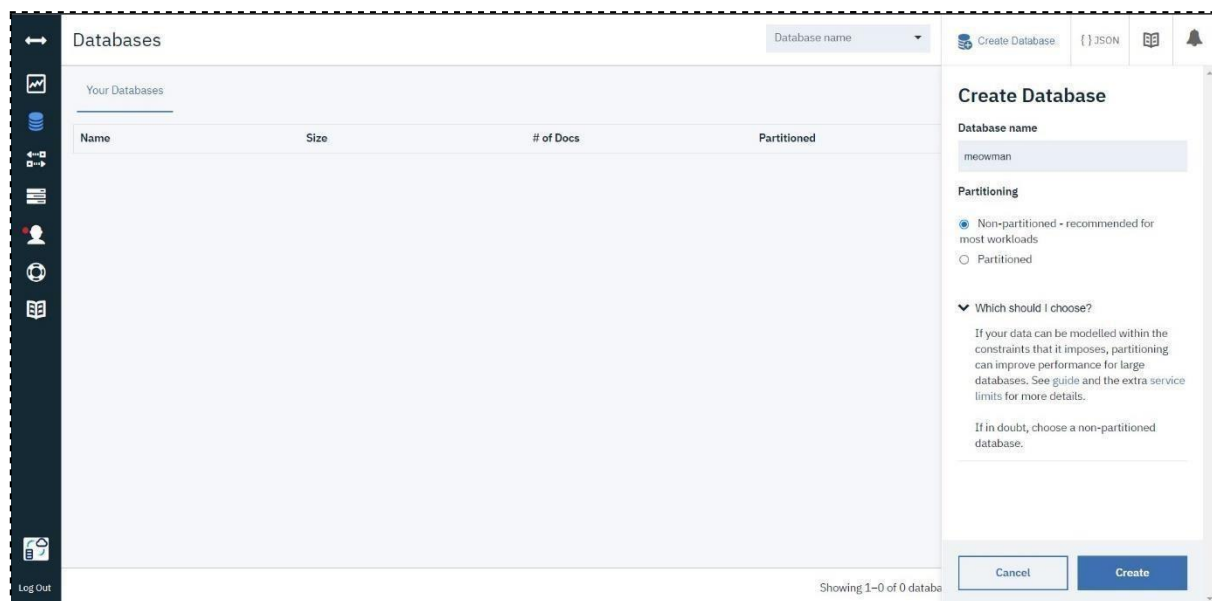 Databases
Database name
Create Database
{ } JSON
Your Databases
Name Size # of Docs Partitioned
Create Database
Database name
meowman
Partitioning
Non-partitioned - recommended for
most workloads
Partitioned
Which should I choose?
If your data can be modelled within the
constraints that it imposes, partitioning
can improve performance for large
databases. See guide and the extra service
limits for more details.
If in doubt, choose a non-partitioned
database.
Cancel
Create
Log Out
Showing 1–0 of 0 databa